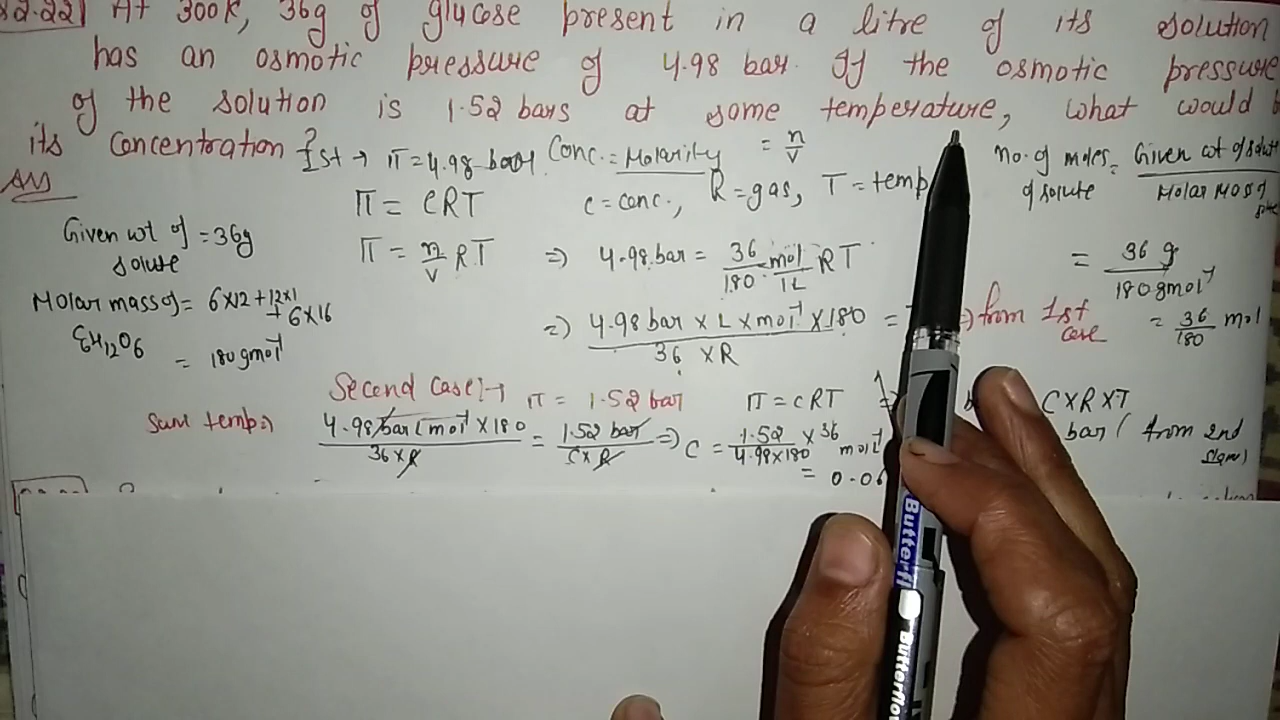 2.22) At 300K, 36g of glucose present in a litre of its solution
has an osmotic pressure of 4.98 bar. If the osmotic pressure
of the solution is 1.52 bars at some temperature, what would
its concentration ?
Ans
Ist → π = 4.98 bar
Conc. = Molarity = n/V
no. of moles of solute = Given wt of solute / Molar Mass of solute
π = CRT
c = conc., R = gas, T = temp
Given wt of solute = 36g
π = n/V RT ⇒ 4.98 bar = 36/180 mol/1L RT
= 36 g / 180 g mol⁻¹
Molar mass of C6H12O6 = 6×12 + 12×1 + 6×16
= 180 g mol⁻¹
⇒ 4.98 bar × L × mol⁻¹ × 180 / 36 × R =
⇒ from 1st case
= 36/180 mol
Second Case :→ π = 1.52 bar
π = CRT ⇒
C×R×T
bar ( from 2nd
Sam temp ⇒ 4.98 bar L mol⁻¹ × 180 / 36 × R = 1.52 bar / C × R ⇒ C = 1.52 / 4.98×180 × 36 mol L⁻¹
= 0.06
Butterfl
Butterflow